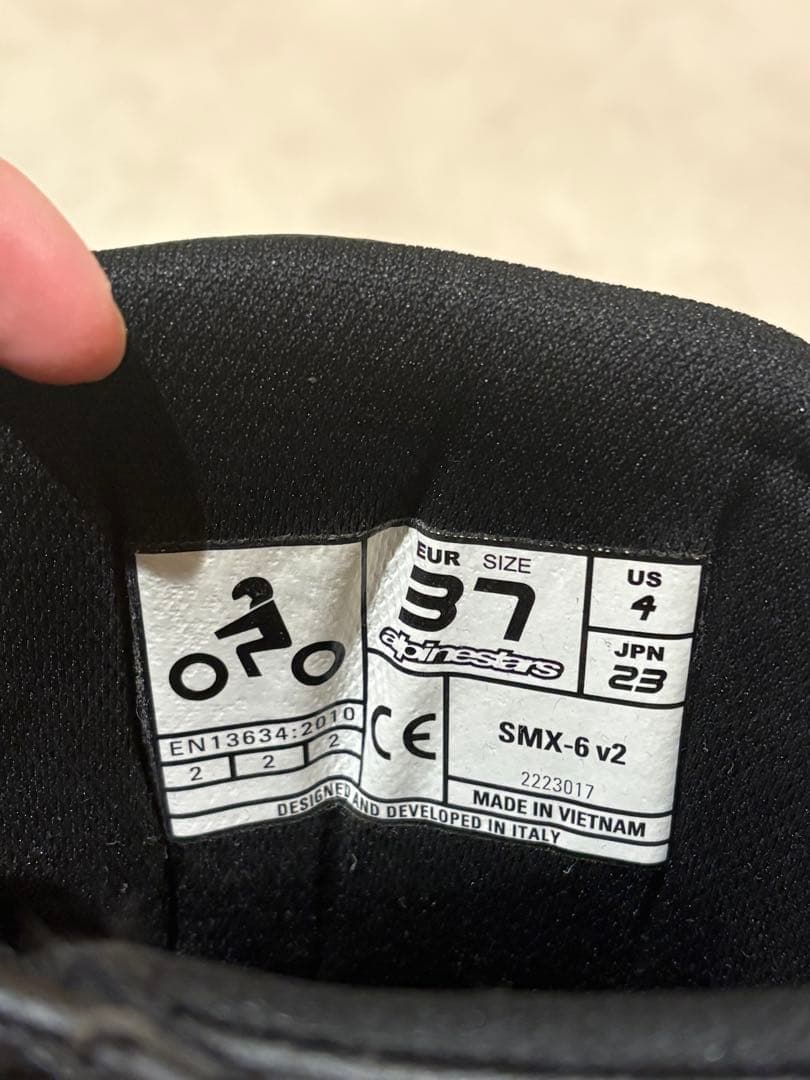 EUR SIZE
37
alpinestars
US
4
JPN
23
EN13634:2010
2 2 2
CE
SMX-6 v2
2223017
MADE IN VIETNAM
DESIGNED AND DEVELOPED IN ITALY